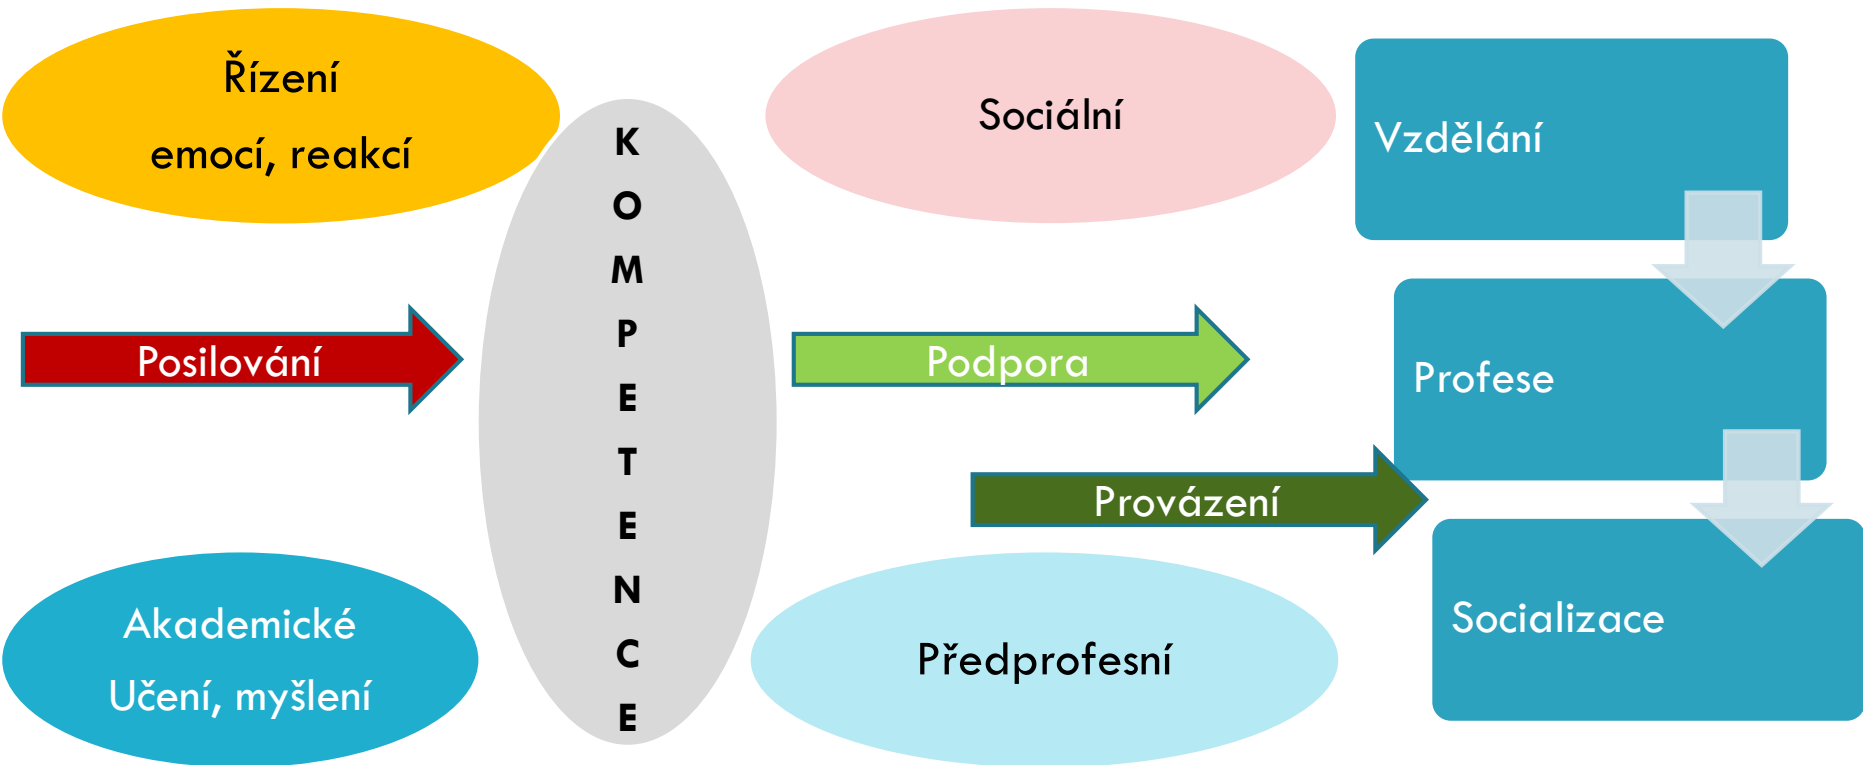 Řízení
emocí, reakcí
K
O
M
P
E
T
E
N
C
E
Sociální
Vzdělání
Posilování
Podpora
Profese
Provázení
Akademické
Učení, myšlení
Předprofesní
Socializace